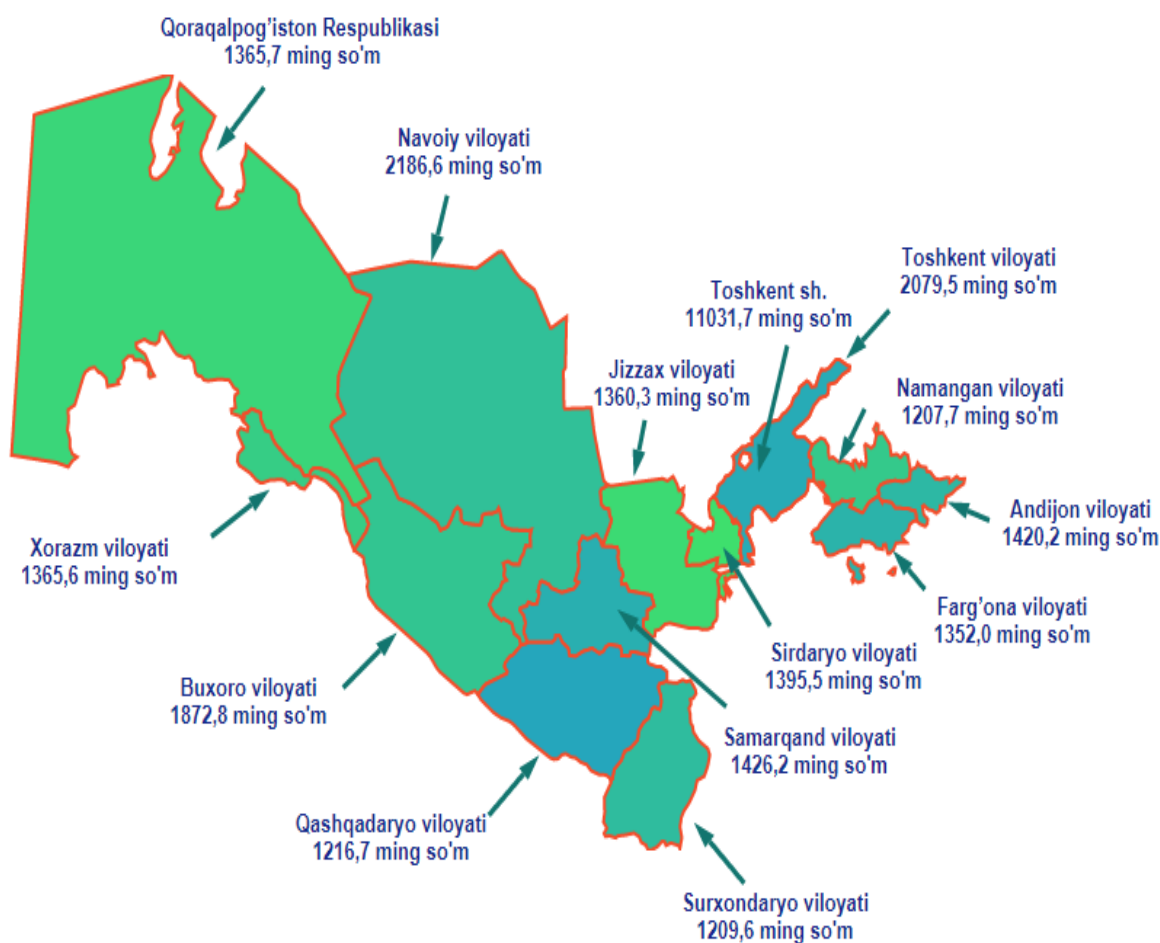 Qoraqalpog’iston Respublikasi
1365,7 ming so'm
Navoiy viloyati
2186,6 ming so'm
Toshkent viloyati
2079,5 ming so'm
Toshkent sh.
11031,7 ming so'm
Jizzax viloyati
1360,3 ming so'm
Namangan viloyati
1207,7 ming so'm
Andijon viloyati
1420,2 ming so'm
Xorazm viloyati
1365,6 ming so'm
Farg’ona viloyati
1352,0 ming so'm
Sirdaryo viloyati
1395,5 ming so'm
Buxoro viloyati
1872,8 ming so'm
Samarqand viloyati
1426,2 ming so'm
Qashqadaryo viloyati
1216,7 ming so'm
Surxondaryo viloyati
1209,6 ming so'm